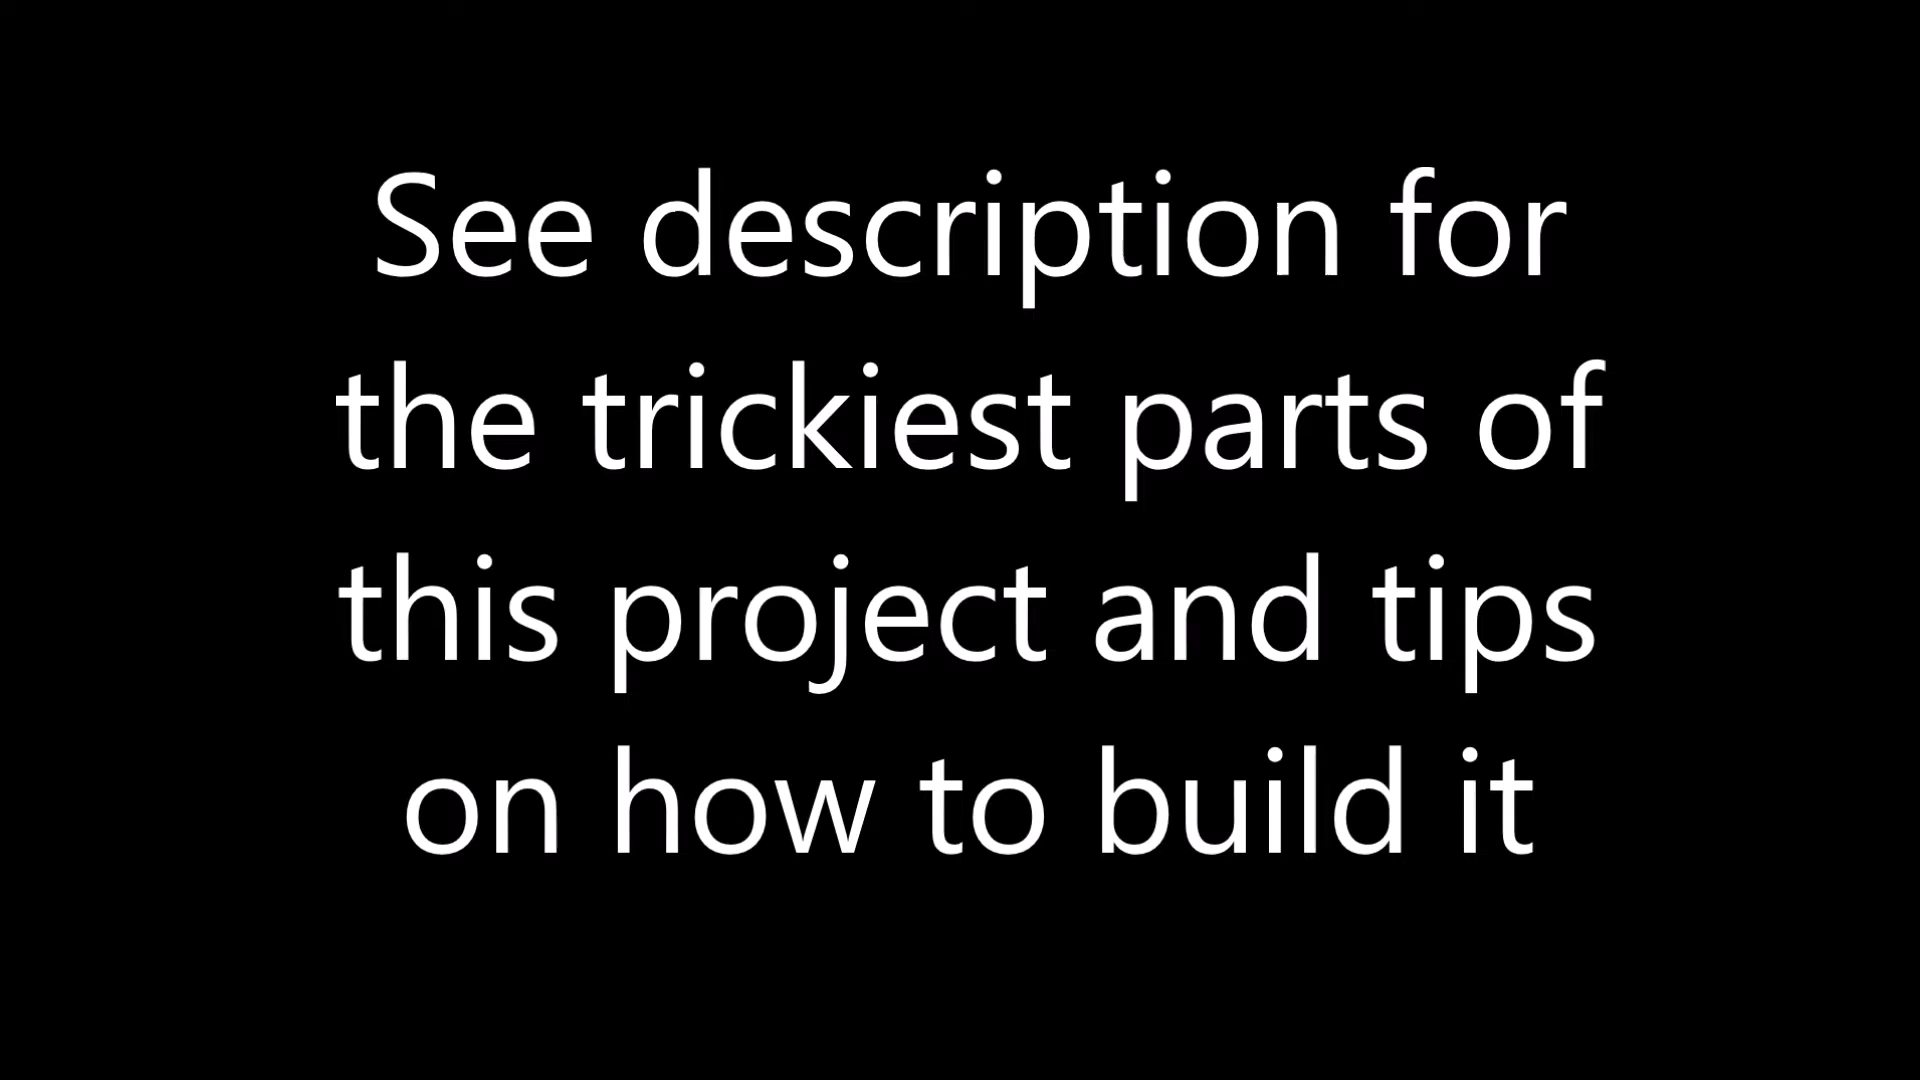 See description for
the trickiest parts of
this project and tips
on how to build it